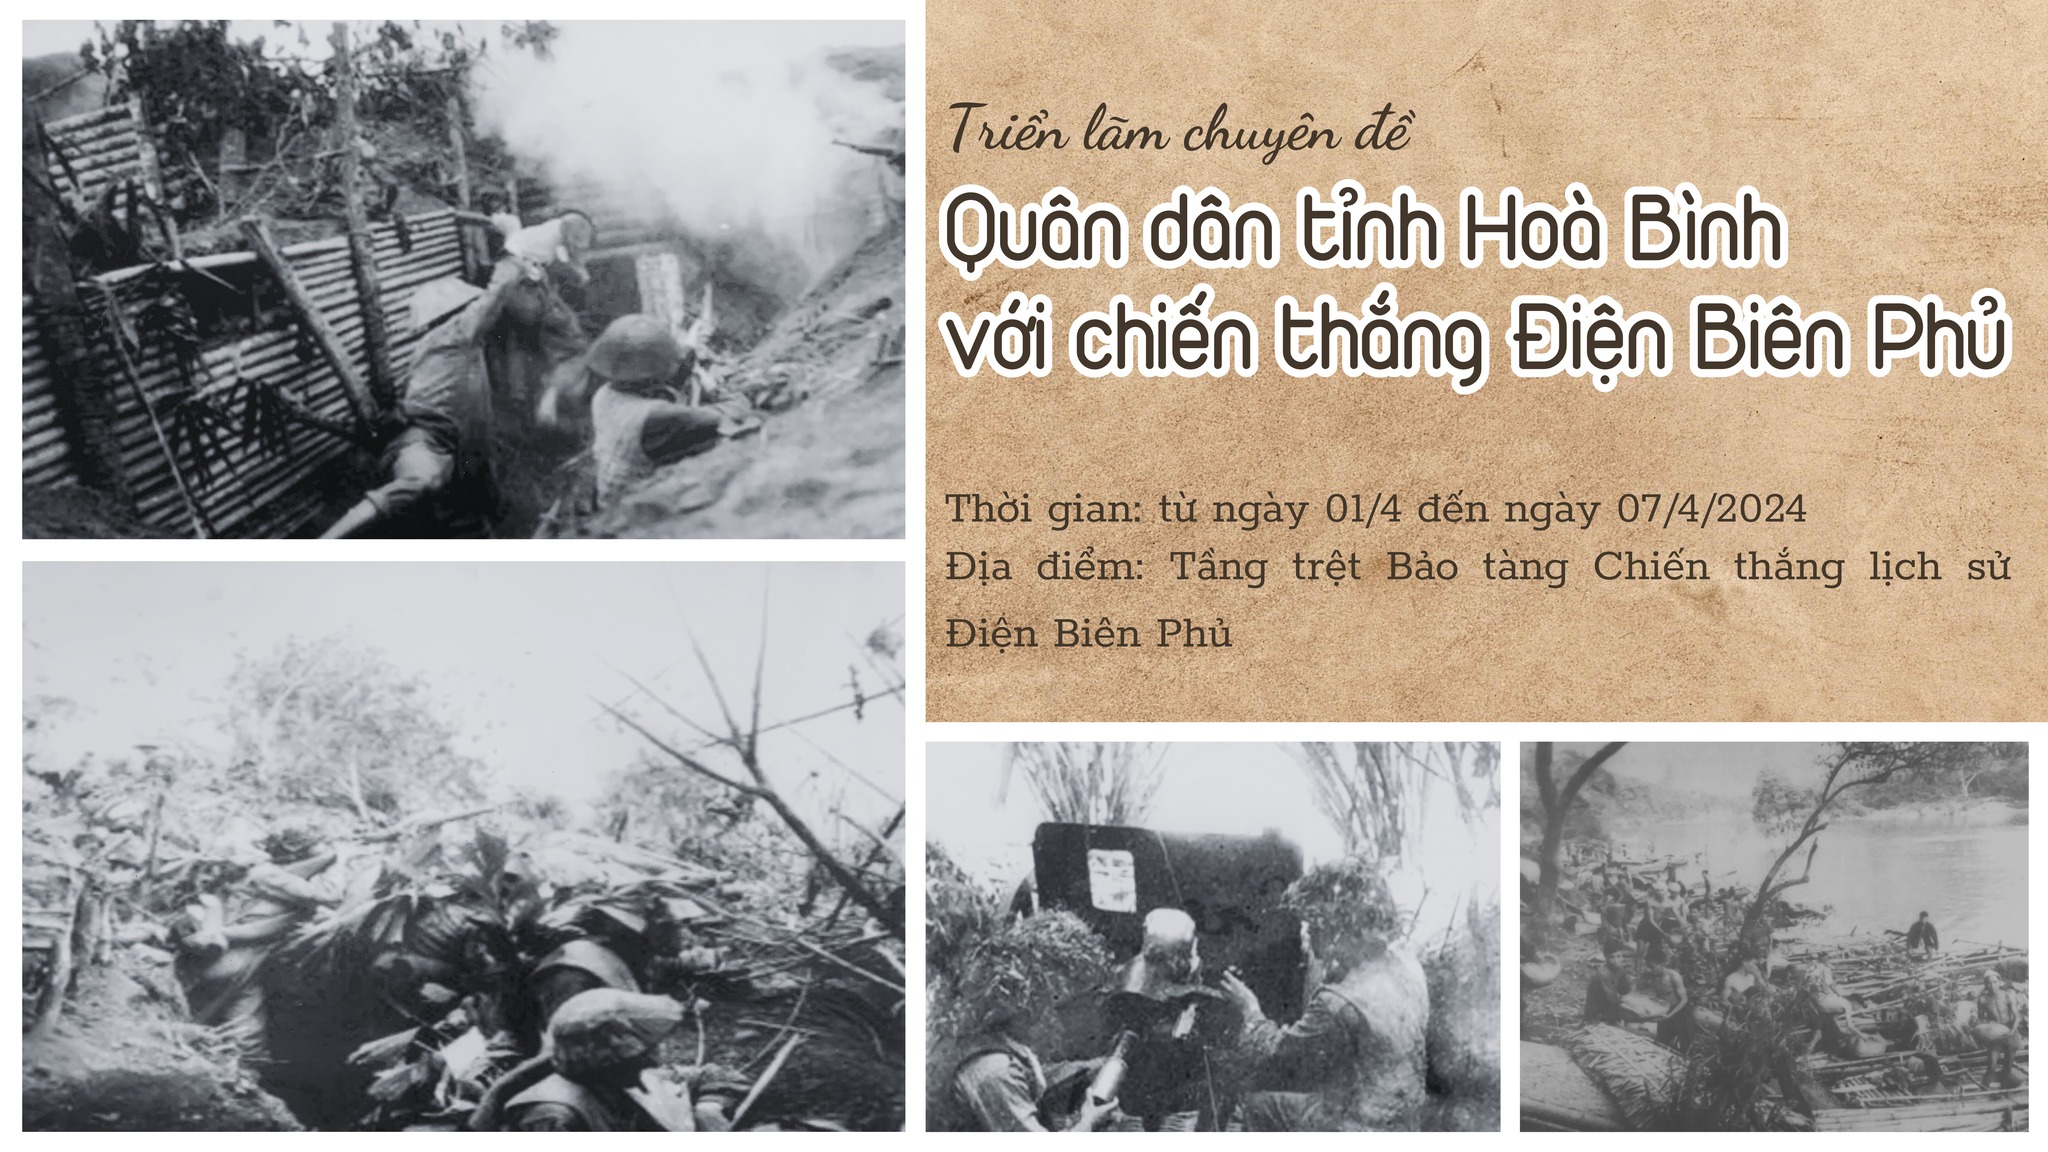 Triển lãm chuyên đề
Quân dân tỉnh Hoà Bình
với chiến thắng Điện Biên Phủ
Thời gian: từ ngày 01/4 đến ngày 07/4/2024
Địa điểm: Tầng trệt Bảo tàng Chiến thắng lịch sử
Điện Biên Phủ